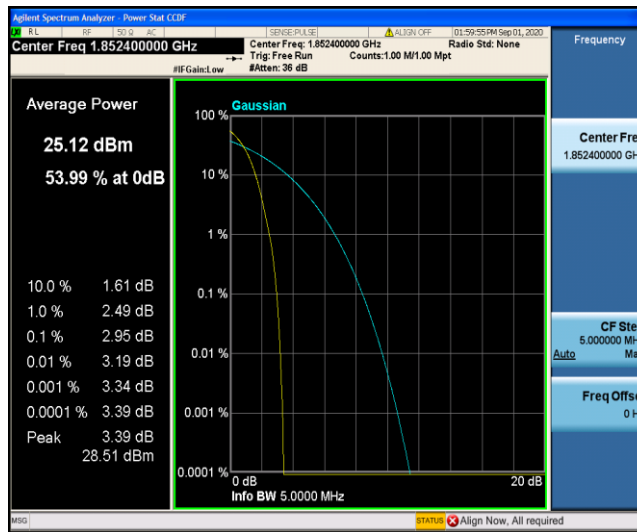 Agilent Spectrum Analyzer - Power Stat CCDF
RL RF 50 Ω AC SENSE:PULSE ALIGN OFF 01:59:55 PM Sep 01, 2020
Center Freq 1.852400000 GHz
Center Freq: 1.852400000 GHz Radio Std: None
Trig: Free Run Counts:1.00 M/1.00 Mpt
#IFGain:Low #Atten: 36 dB
Frequency
Average Power
25.12 dBm
53.99 % at 0dB
10.0 % 1.61 dB
1.0 % 2.49 dB
0.1 % 2.95 dB
0.01 % 3.19 dB
0.001 % 3.34 dB
0.0001 % 3.39 dB
Peak 3.39 dB
28.51 dBm
Gaussian
100 %
10 %
1 %
0.1 %
0.01 %
0.001 %
0.0001 %
0 dB 20 dB
Info BW 5.0000 MHz
Center Fre
1.852400000 GH
CF Ste
5.000000 MH
Auto Ma
Freq Offs
0 H
MSG STATUS Align Now, All required